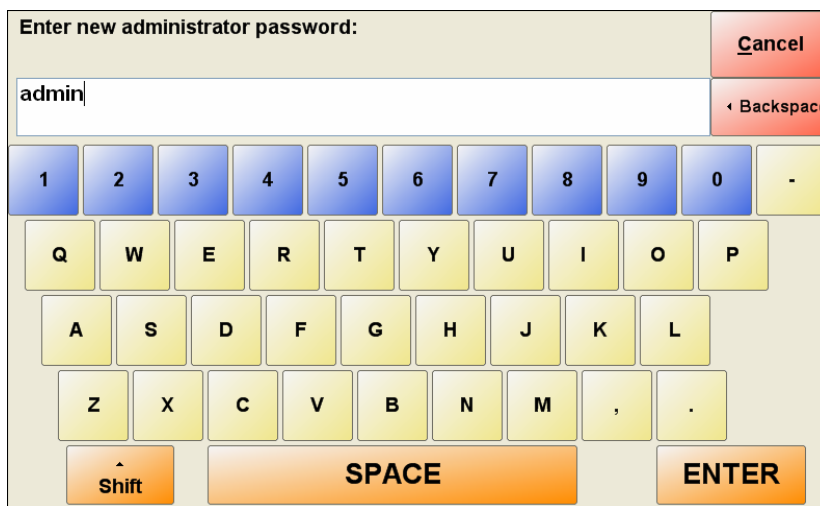 Enter new administrator password:
Cancel
admin
Backspac
1 2 3 4 5 6 7 8 9 0 -
Q W E R T Y U I O P
A S D F G H J K L
Z X C V B N M , .
Shift SPACE ENTER